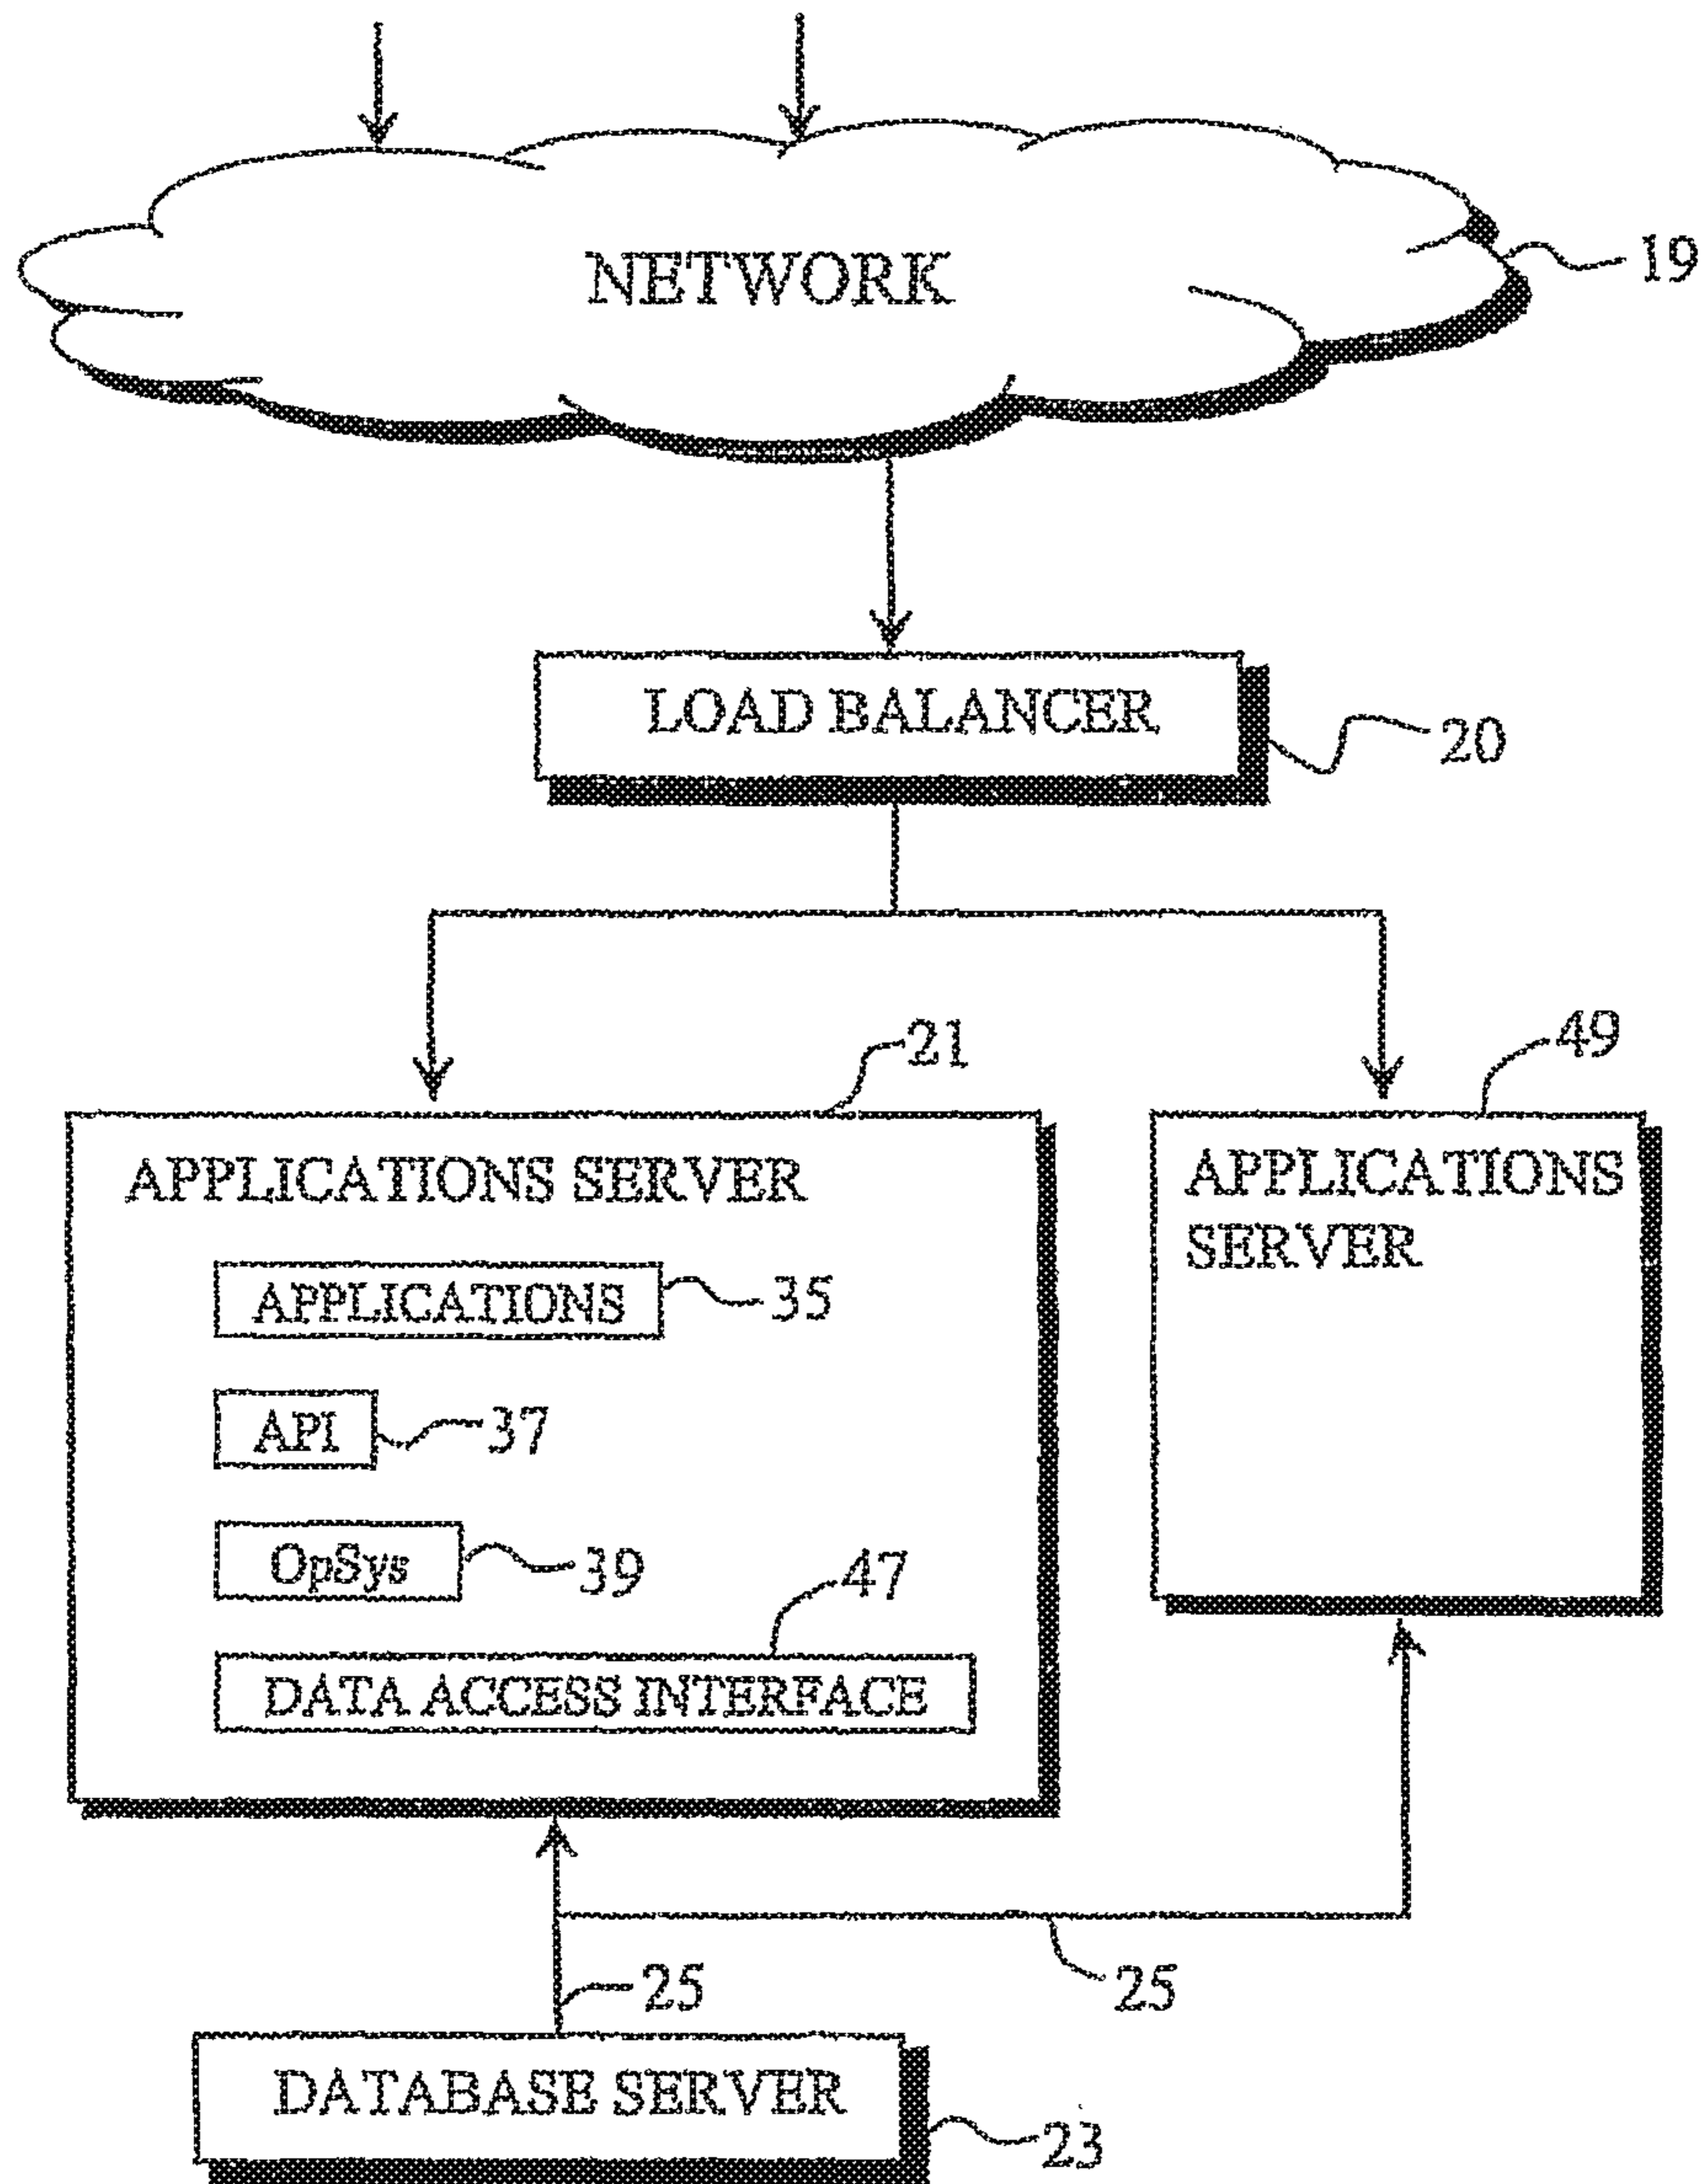 NETWORK
19
LOAD BALANCER
20
21
49
APPLICATIONS SERVER
APPLICATIONS
SERVER
APPLICATIONS
35
API
37
OpSys
39
47
DATA ACCESS INTERFACE
25
25
DATABASE SERVER
23